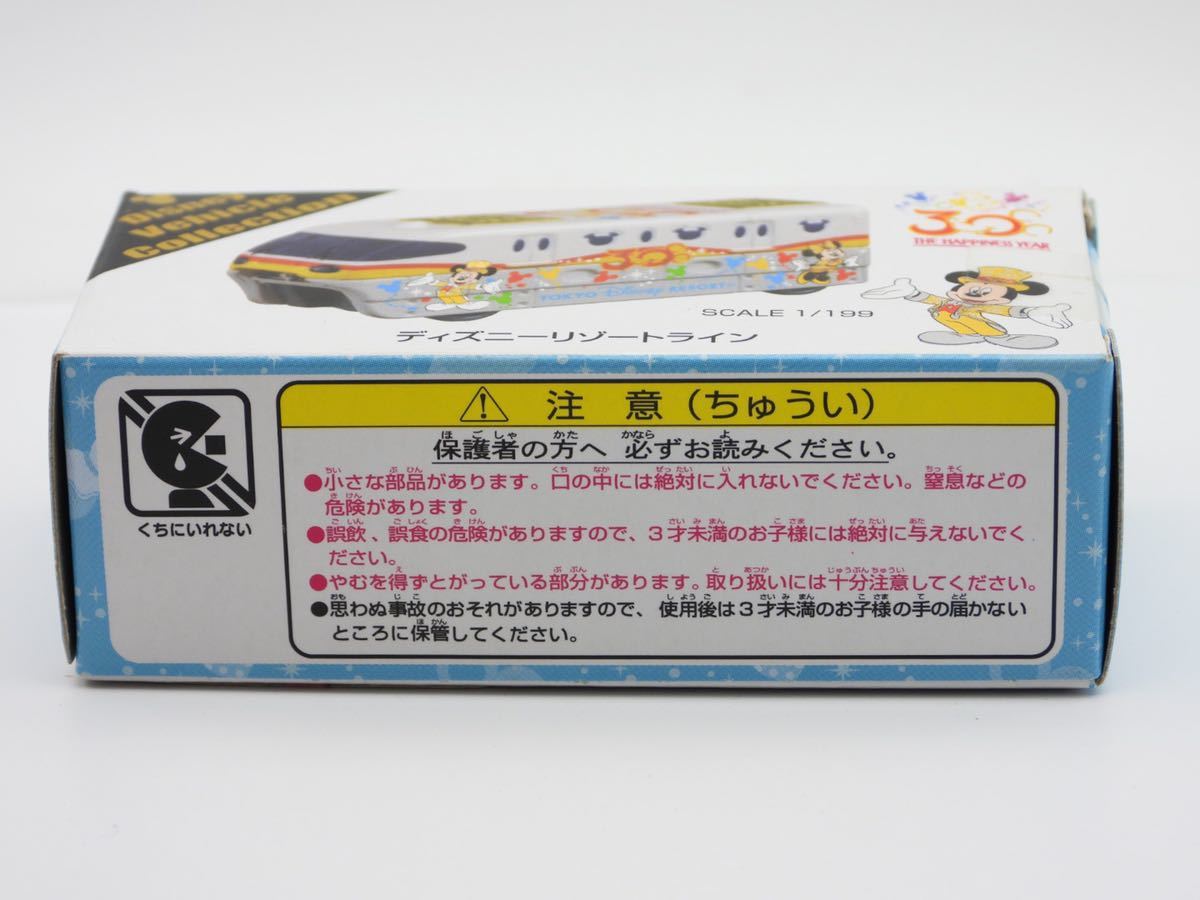 Disney
Vehicle
Collection
30
THE HAPPINESS YEAR
TOKYO Disney RESORT
SCALE 1/199
ディズニーリゾートライン
くちにいれない
注 意(ちゅうい)
保護者の方へ 必ずお読みください。
●小さな部品があります。口の中には絶対に入れないでください。窒息などの
危険があります。
●誤飲、誤食の危険がありますので、3才未満のお子様には絶対に与えないでく
ださい。
●やむを得ずとがっている部分があります。取り扱いには十分注意してください。
●思わぬ事故のおそれがありますので、使用後は3才未満のお子様の手の届かない
ところに保管してください。